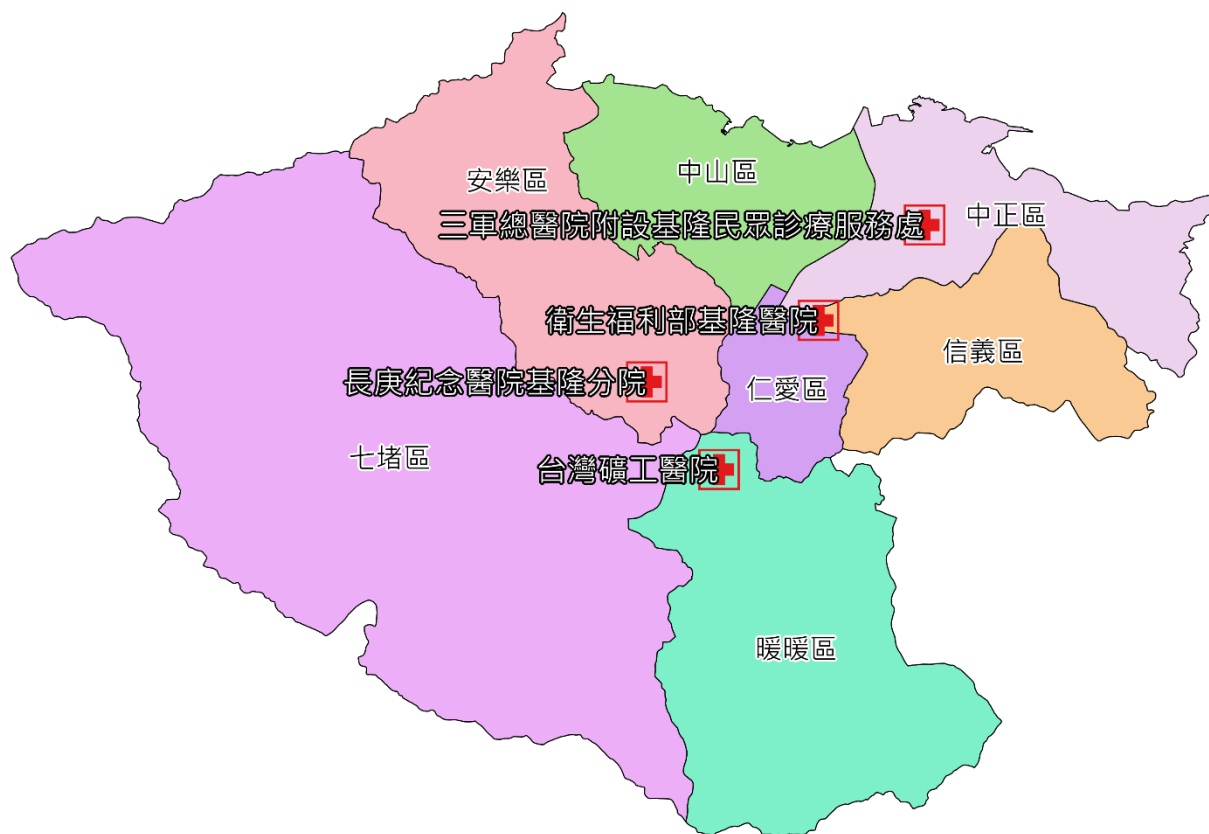 中山區
安樂區
中正區
三軍總醫院附設基隆民眾診療服務處
衛生福利部基隆醫院
信義區
長庚紀念醫院基隆分院
仁愛區
七堵區
台灣礦工醫院
暖暖區